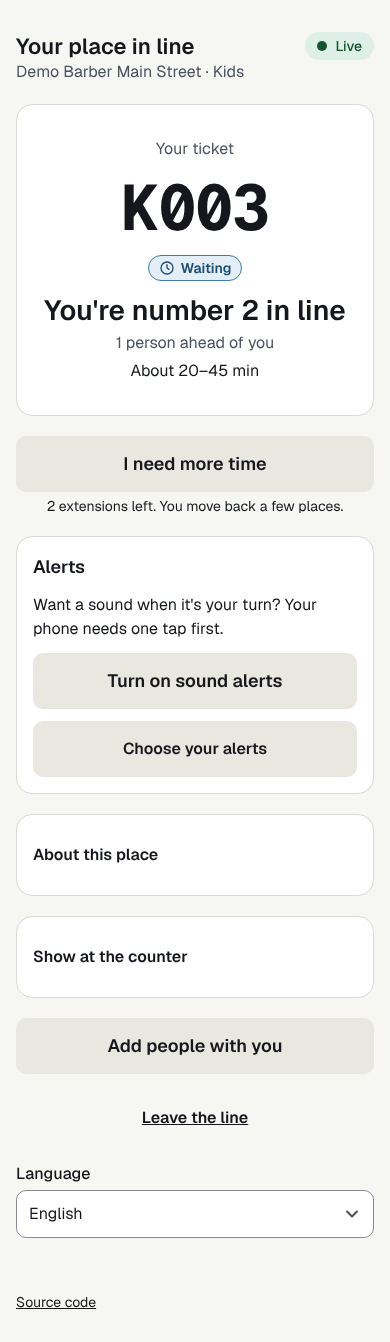 Your place in line
Live
Demo Barber Main Street · Kids
Your ticket
K003
Waiting
You're number 2 in line
1 person ahead of you
About 20–45 min
I need more time
2 extensions left. You move back a few places.
Alerts
Want a sound when it's your turn? Your
phone needs one tap first.
Turn on sound alerts
Choose your alerts
About this place
Show at the counter
Add people with you
Leave the line
Language
English
Source code